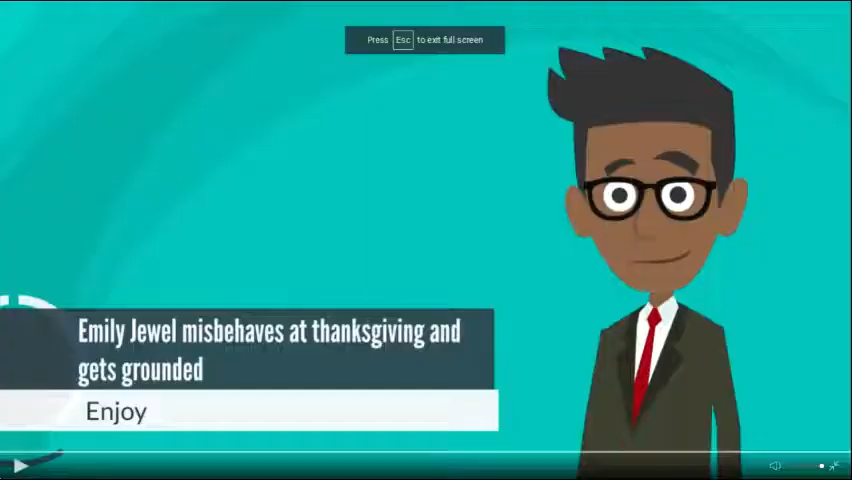 Press Esc to exit full screen
Emily Jewel misbehaves at thanksgiving and
gets grounded
Enjoy